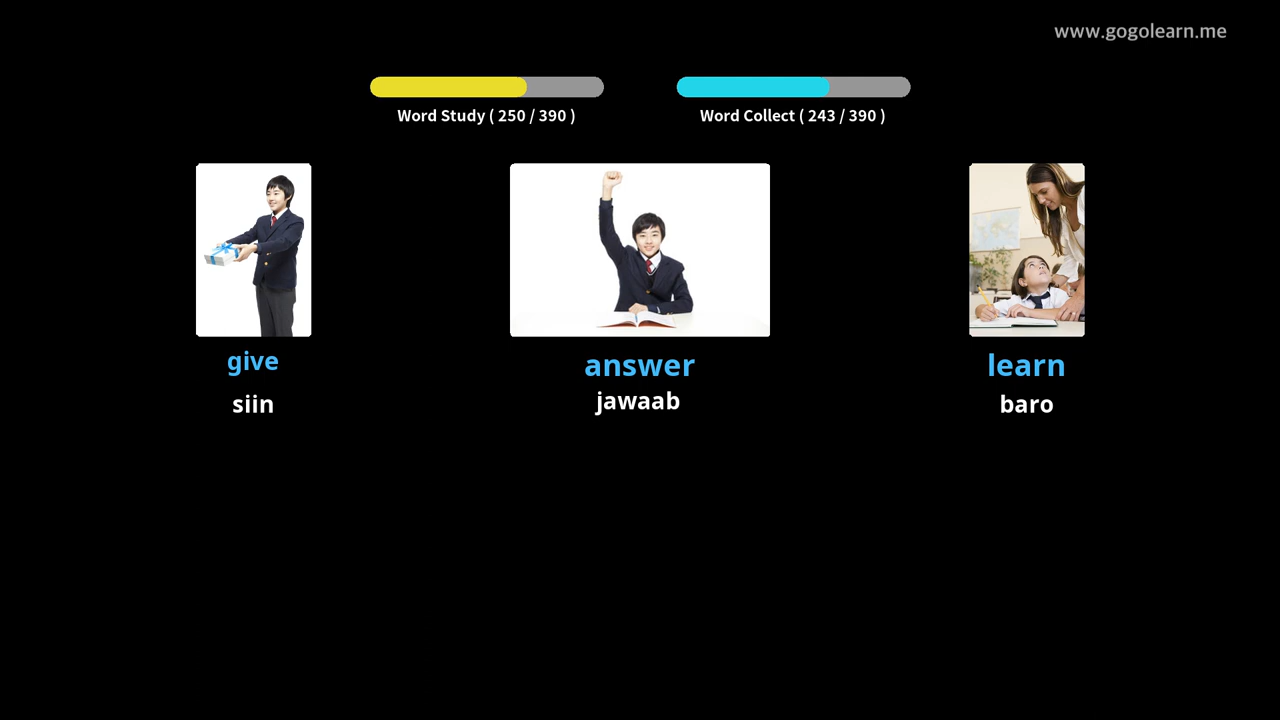 www.gogolearn.me
Word Study ( 250 / 390 )
Word Collect ( 243 / 390 )
give
siin
answer
jawaab
learn
baro